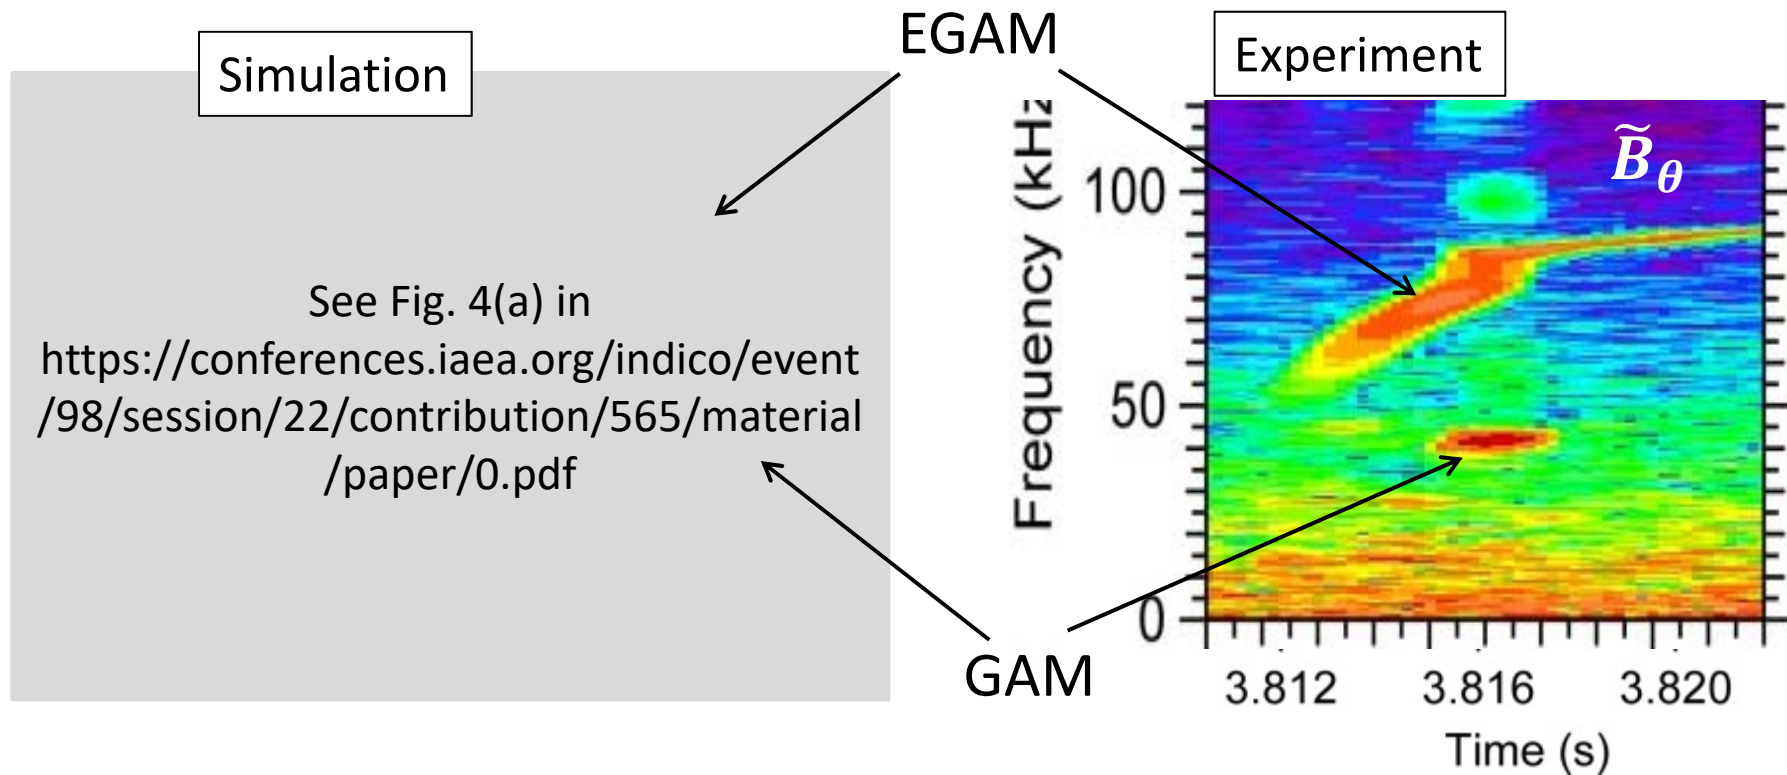 EGAM
Simulation
Experiment
See Fig. 4(a) in
https://conferences.iaea.org/indico/event
/98/session/22/contribution/565/material
/paper/0.pdf
GAM
Frequency (kHz
100
50
0
B̃θ
3.812 3.816 3.820
Time (s)